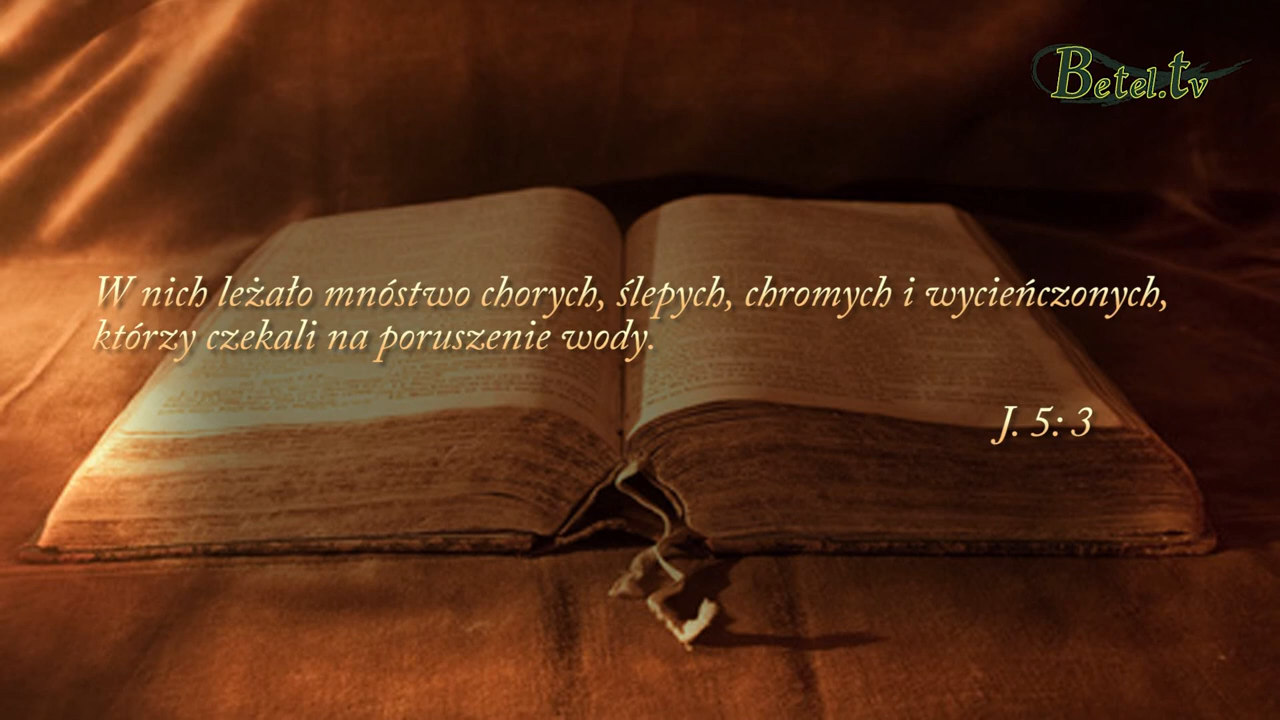 Betel.tv
W nich leżało mnóstwo chorych, ślepych, chromych i wycieńczonych,
którzy czekali na poruszenie wody.
J. 5: 3